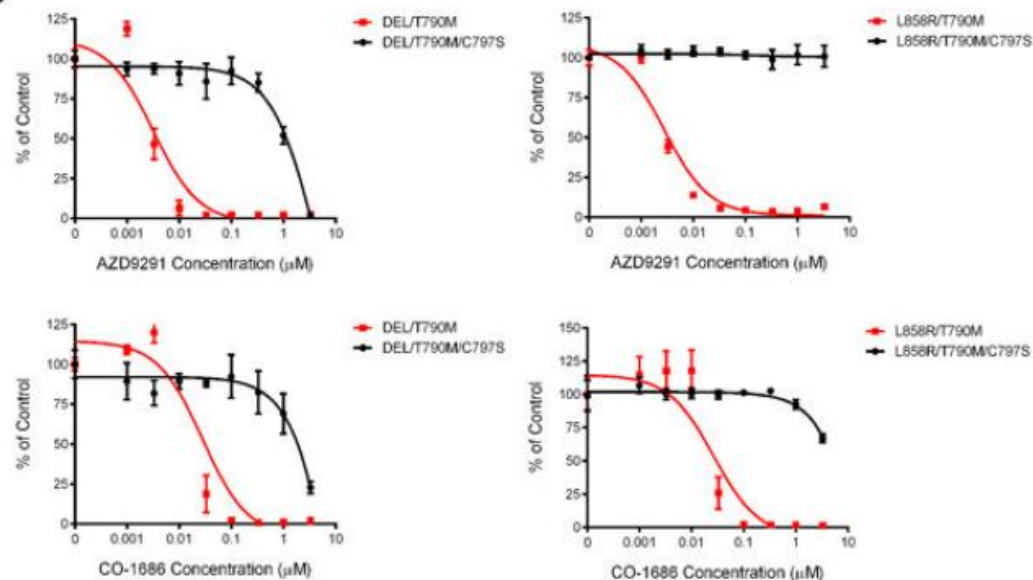 DEL/T790M
DEL/T790M/C797S
% of Control
125
100
75
50
25
0
0 0.001 0.01 0.1 1 10
AZD9291 Concentration (μM)
L858R/T790M
L858R/T790M/C797S
% of Control
125
100
75
50
25
0
0 0.001 0.01 0.1 1 10
AZD9291 Concentration (μM)
DEL/T790M
DEL/T790M/C797S
% of Control
125
100
75
50
25
0
0 0.001 0.01 0.1 1 10
CO-1686 Concentration (μM)
L858R/T790M
L858R/T790M/C797S
% of Control
150
125
100
75
50
25
0
0 0.001 0.01 0.1 1 10
CO-1686 Concentration (μM)